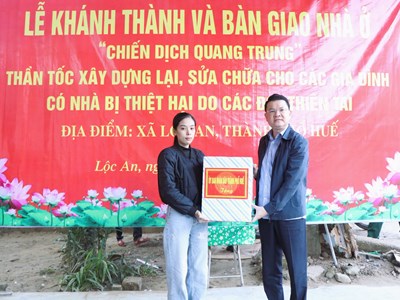 LỄ KHÁNH THÀNH VÀ BÀN GIAO NHÀ Ở
“CHIẾN DỊCH QUANG TRUNG”
THẦN TỐC XÂY DỰNG LẠI, SỬA CHỮA CHO CÁC GIA ĐÌNH
CÓ NHÀ BỊ THIỆT HẠI DO CÁC THIÊN TAI
ĐỊA ĐIỂM: XÃ LỘC AN, THÀNH HUẾ
Lộc An,